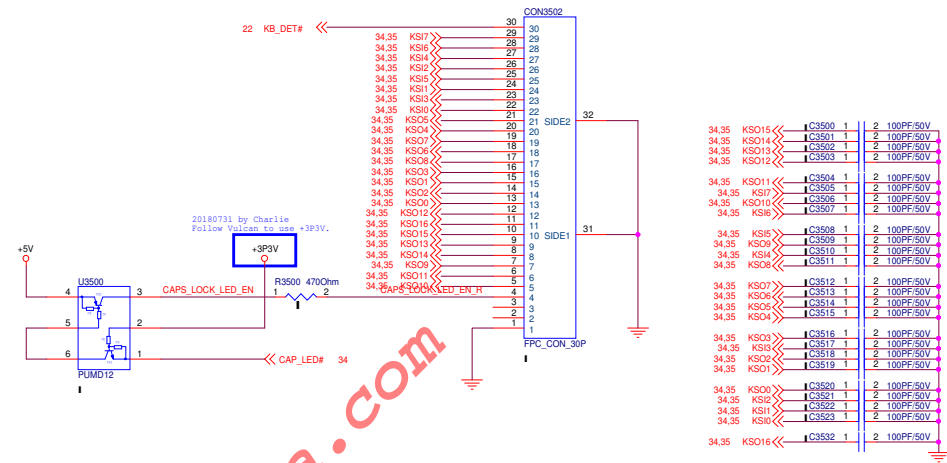 CON3502
22 KB_DET# 30 30
34,35 KSI7 29 29
34,35 KSI6 28 28
34,35 KSI4 27 27
34,35 KSI2 26 26
34,35 KSI5 25 25
34,35 KSI1 24 24
34,35 KSI3 23 23
34,35 KSI0 22 22
34,35 KSO5 21 21 SIDE2 32
34,35 KSO4 20 20
34,35 KSO7 19 19
34,35 KSO6 18 18
34,35 KSO8 17 17
34,35 KSO3 16 16
34,35 KSO1 15 15
34,35 KSO2 14 14
34,35 KSO0 13 13
34,35 KSO12 12 12
34,35 KSO16 11 11
34,35 KSO15 10 10 SIDE1 31
34,35 KSO13 9 9
34,35 KSO14 8 8
34,35 KSO9 7 7
34,35 KSO11 6 6
34,35 KSO10 5 5
CAPS_LOCK_LED_EN_R 4 4
3 3
2 2
1 1
FPC_CON_30P
20180731 by Charlie
Follow Vulcan to use +3P3V.
+5V
+3P3V
U3500
R3500 470Ohm
4 3 CAPS_LOCK_LED_EN 1 2
5 2
6 1 CAP_LED# 34
PUMD12
34,35 KSO15 C3500 1 2 100PF/50V
34,35 KSO14 C3501 1 2 100PF/50V
34,35 KSO13 C3502 1 2 100PF/50V
34,35 KSO12 C3503 1 2 100PF/50V
34,35 KSO11 C3504 1 2 100PF/50V
34,35 KSI7 C3505 1 2 100PF/50V
34,35 KSO10 C3506 1 2 100PF/50V
34,35 KSI6 C3507 1 2 100PF/50V
34,35 KSI5 C3508 1 2 100PF/50V
34,35 KSO9 C3509 1 2 100PF/50V
34,35 KSI4 C3510 1 2 100PF/50V
34,35 KSO8 C3511 1 2 100PF/50V
34,35 KSO7 C3512 1 2 100PF/50V
34,35 KSO6 C3513 1 2 100PF/50V
34,35 KSO5 C3514 1 2 100PF/50V
34,35 KSO4 C3515 1 2 100PF/50V
34,35 KSO3 C3516 1 2 100PF/50V
34,35 KSI3 C3517 1 2 100PF/50V
34,35 KSO2 C3518 1 2 100PF/50V
34,35 KSO1 C3519 1 2 100PF/50V
34,35 KSO0 C3520 1 2 100PF/50V
34,35 KSI2 C3521 1 2 100PF/50V
34,35 KSI1 C3522 1 2 100PF/50V
34,35 KSI0 C3523 1 2 100PF/50V
34,35 KSO16 C3532 1 2 100PF/50V
a.com